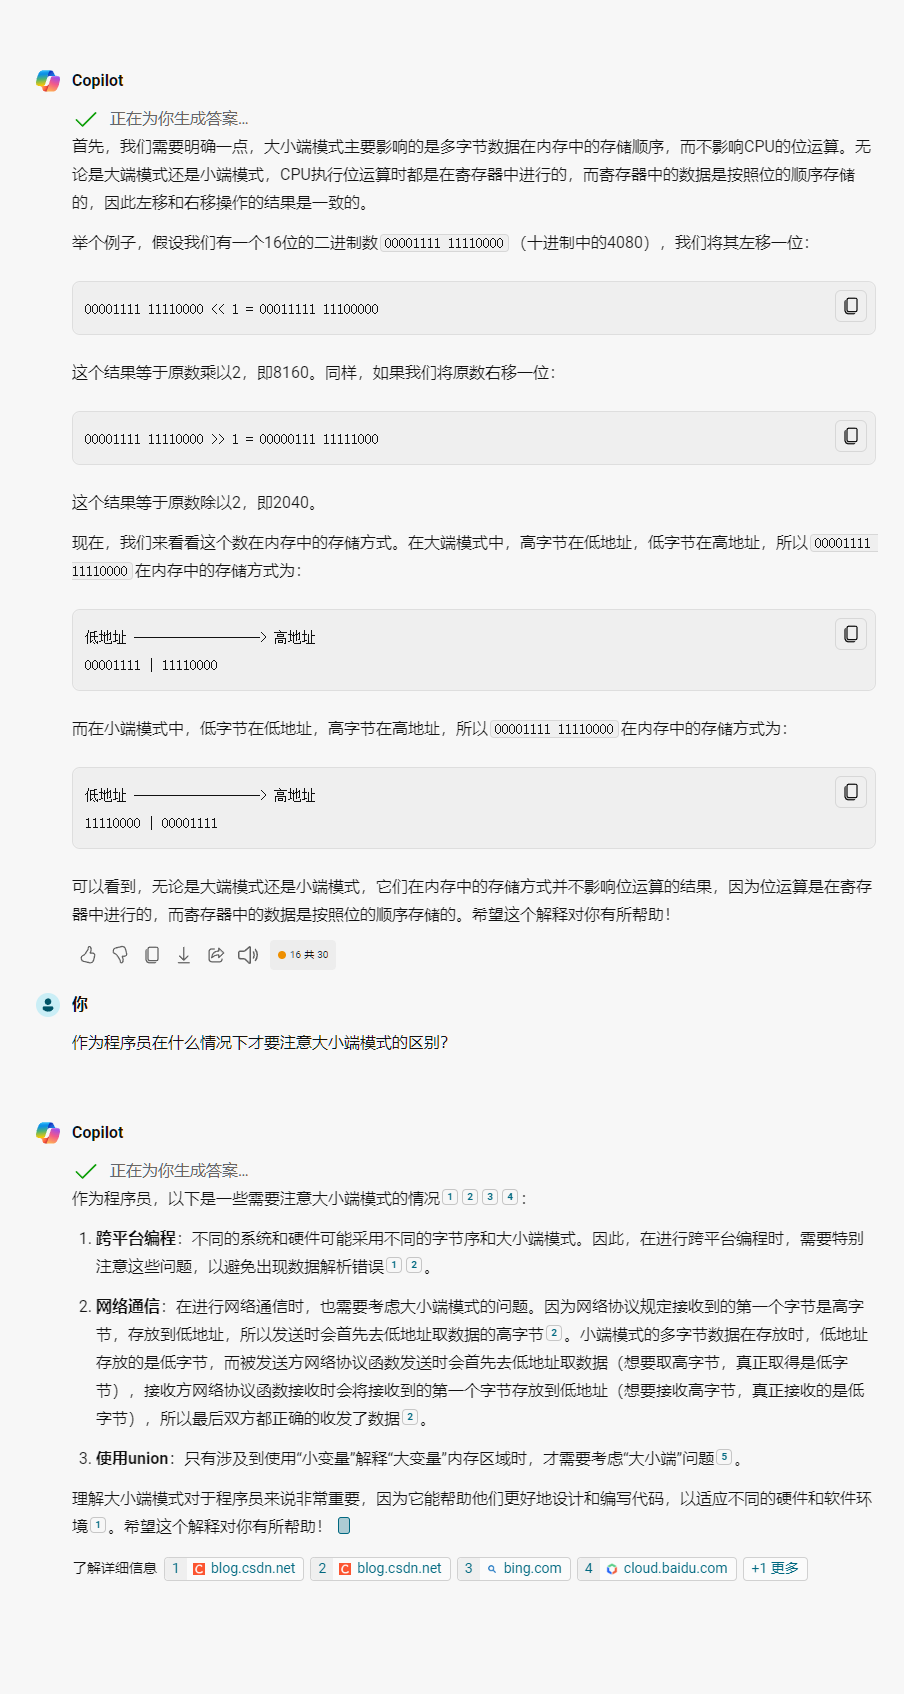 Copilot
正在为你生成答案...
首先，我们需要明确一点，大小端模式主要影响的是多字节数据在内存中的存储顺序，而不影响CPU的位运算。无
论是大端模式还是小端模式，CPU执行位运算时都是在寄存器中进行的，而寄存器中的数据是按照位的顺序存储
的，因此左移和右移操作的结果是一致的。
举个例子，假设我们有一个16位的二进制数 00001111 11110000 （十进制中的4080），我们将其左移一位：
00001111 11110000 << 1 = 00011111 11100000
这个结果等于原数乘以2，即8160。同样，如果我们将原数右移一位：
00001111 11110000 >> 1 = 00000111 11111000
这个结果等于原数除以2，即2040。
现在，我们来看看这个数在内存中的存储方式。在大端模式中，高字节在低地址，低字节在高地址，所以 00001111
11110000 在内存中的存储方式为：
低地址 ------------------> 高地址
00001111 | 11110000
而在小端模式中，低字节在低地址，高字节在高地址，所以 00001111 11110000 在内存中的存储方式为：
低地址 ------------------> 高地址
11110000 | 00001111
可以看到，无论是大端模式还是小端模式，它们在内存中的存储方式并不影响位运算的结果，因为位运算是在寄存
器中进行的，而寄存器中的数据是按照位的顺序存储的。希望这个解释对你有所帮助！
16 共 30
你
作为程序员在什么情况下才要注意大小端模式的区别？
Copilot
正在为你生成答案...
作为程序员，以下是一些需要注意大小端模式的情况 1 2 3 4 ：
1. 跨平台编程：不同的系统和硬件可能采用不同的字节序和大小端模式。因此，在进行跨平台编程时，需要特别
注意这些问题，以避免出现数据解析错误 1 2 。
2. 网络通信：在进行网络通信时，也需要考虑大小端模式的问题。因为网络协议规定接收到的第一个字节是高字
节，存放到低地址，所以发送时会首先去低地址取数据的高字节 2 。小端模式的多字节数据在存放时，低地址
存放的是低字节，而被发送方网络协议函数发送时会首先去低地址取数据（想要取高字节，真正取得是低字
节），接收方网络协议函数接收时会将接收到的第一个字节存放到低地址（想要接收高字节，真正接收的是低
字节），所以最后双方都正确的收发了数据 2 。
3. 使用union：只有涉及到使用“小变量”解释“大变量”内存区域时，才需要考虑“大小端”问题 5 。
理解大小端模式对于程序员来说非常重要，因为它能帮助他们更好地设计和编写代码，以适应不同的硬件和软件环
境 1 。希望这个解释对你有所帮助！
了解详细信息 1 blog.csdn.net 2 blog.csdn.net 3 bing.com 4 cloud.baidu.com +1 更多